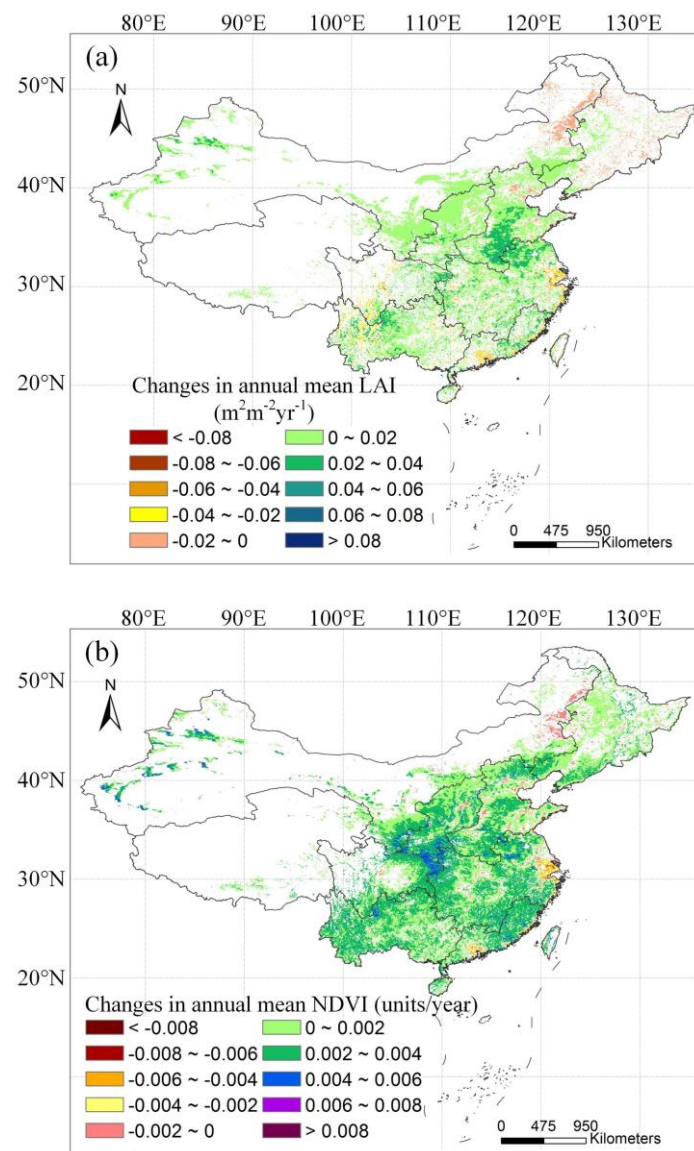 80°E 90°E 100°E 110°E 120°E 130°E
(a)
50°N
N
40°N
30°N
20°N
Changes in annual mean LAI
(m²m⁻²yr⁻¹)
< -0.08 0 ~ 0.02
-0.08 ~ -0.06 0.02 ~ 0.04
-0.06 ~ -0.04 0.04 ~ 0.06
-0.04 ~ -0.02 0.06 ~ 0.08
-0.02 ~ 0 > 0.08
0 475 950
Kilometers
80°E 90°E 100°E 110°E 120°E 130°E
(b)
50°N
N
40°N
30°N
20°N
Changes in annual mean NDVI (units/year)
< -0.008 0 ~ 0.002
-0.008 ~ -0.006 0.002 ~ 0.004
-0.006 ~ -0.004 0.004 ~ 0.006
-0.004 ~ -0.002 0.006 ~ 0.008
-0.002 ~ 0 > 0.008
0 475 950
Kilometers